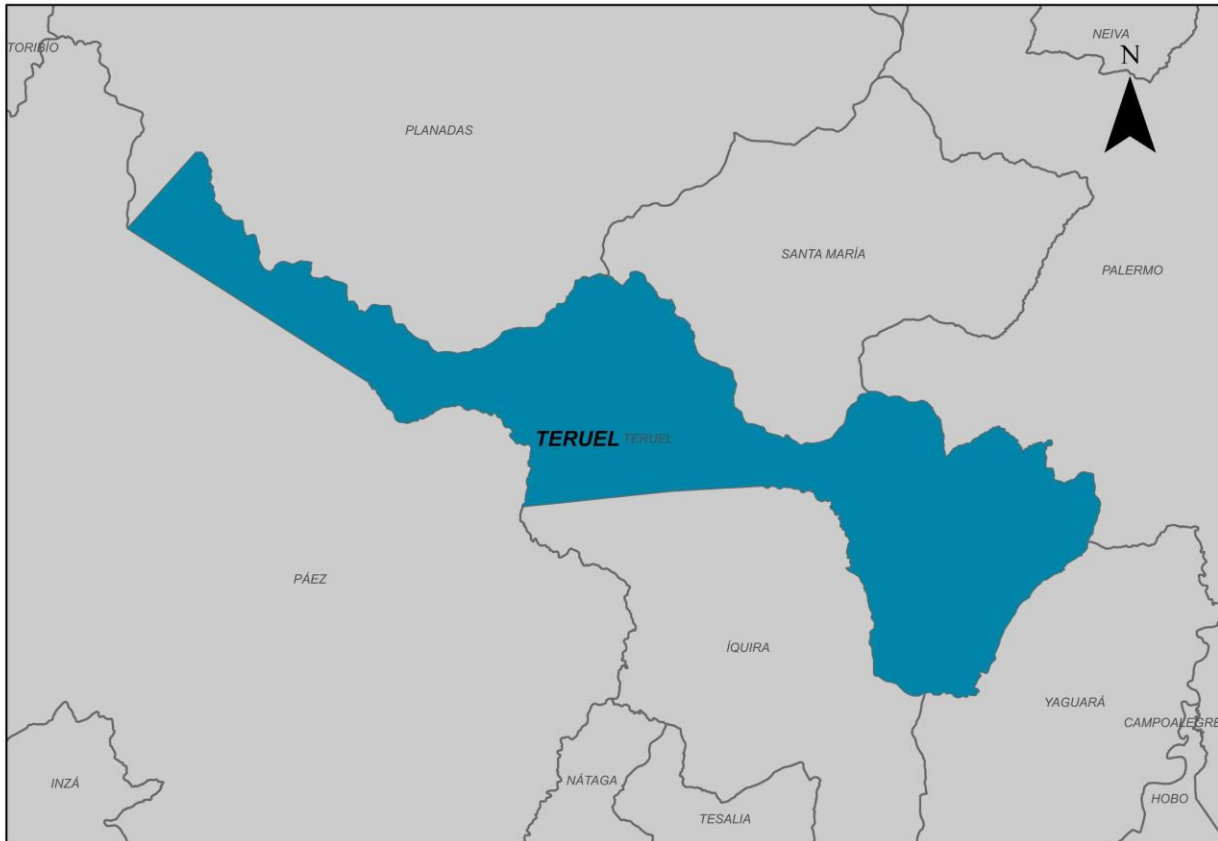 NEIVA
TORIBÍO
N
PLANADAS
SANTA MARÍA
PALERMO
TERUEL TERUEL
PÁEZ
ÍQUIRA
YAGUARÁ
CAMPOALEGRE
NÁTAGA
INZÁ
HOBO
TESALIA